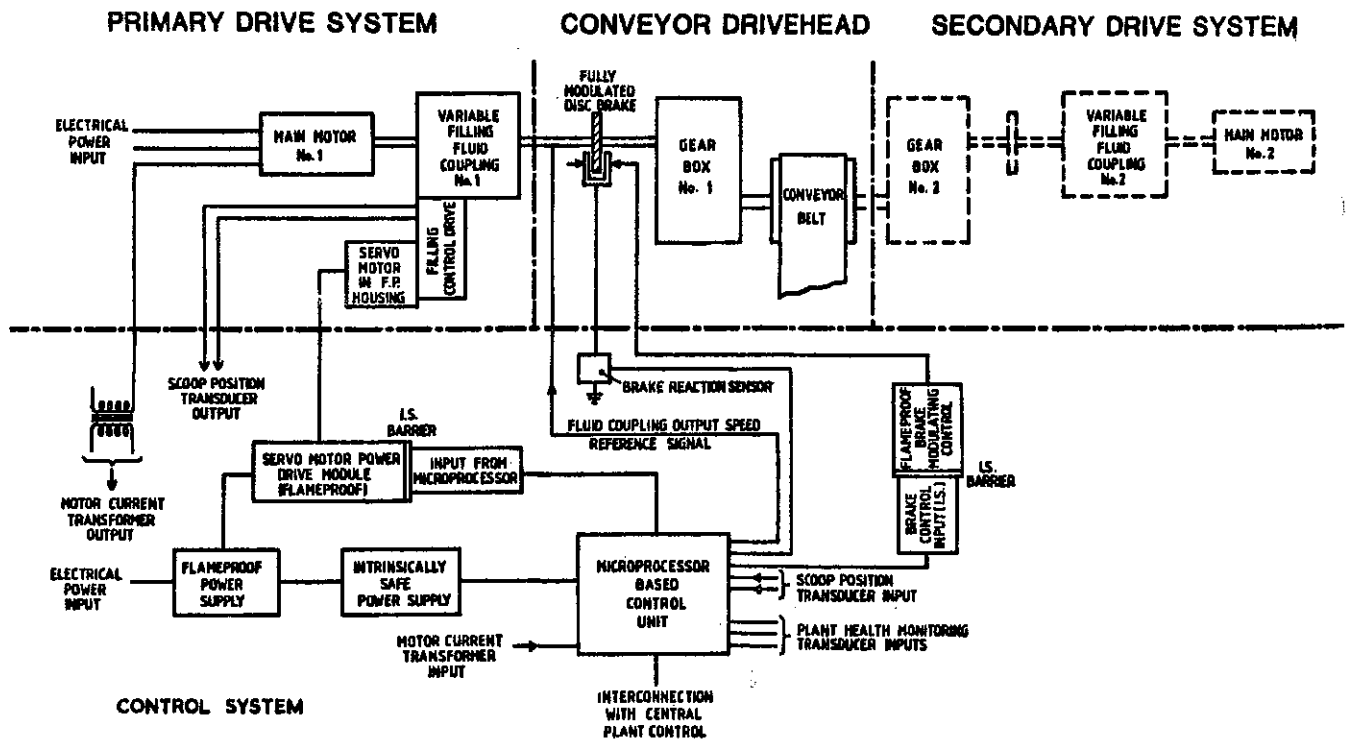 PRIMARY DRIVE SYSTEM
CONVEYOR DRIVEHEAD
SECONDARY DRIVE SYSTEM
ELECTRICAL
POWER
INPUT
MAIN MOTOR
No.1
VARIABLE
FILLING
FLUID
COUPLING
No.1
FILLING
CONTROL DRIVE
SERVO
MOTOR
IN F.P.
HOUSING
FULLY
MODULATED
DISC BRAKE
GEAR
BOX
No. 1
CONVEYOR
BELT
GEAR
BOX
No. 2
VARIABLE
FILLING
FLUID
COUPLING
No.2
MAIN MOTOR
No.2
SCOOP POSITION
TRANSDUCER
OUTPUT
MOTOR CURRENT
TRANSFORMER
OUTPUT
I.S.
BARRIER
SERVO MOTOR POWER
DRIVE MODULE
(FLAMEPROOF)
INPUT FROM
MICROPROCESSOR
BRAKE REACTION SENSOR
FLUID COUPLING OUTPUT SPEED
REFERENCE SIGNAL
FLAMEPROOF
BRAKE
MODULATING
CONTROL
I.S.
BARRIER
BRAKE
CONTROL
INPUT (I.S.)
ELECTRICAL POWER
INPUT
FLAMEPROOF
POWER
SUPPLY
INTRINSICALLY
SAFE
POWER SUPPLY
MICROPROCESSOR
BASED
CONTROL
UNIT
SCOOP POSITION
TRANSDUCER INPUT
PLANT HEALTH MONITORING
TRANSDUCER INPUTS
MOTOR CURRENT
TRANSFORMER
INPUT
INTERCONNECTION
WITH CENTRAL
PLANT CONTROL
CONTROL SYSTEM